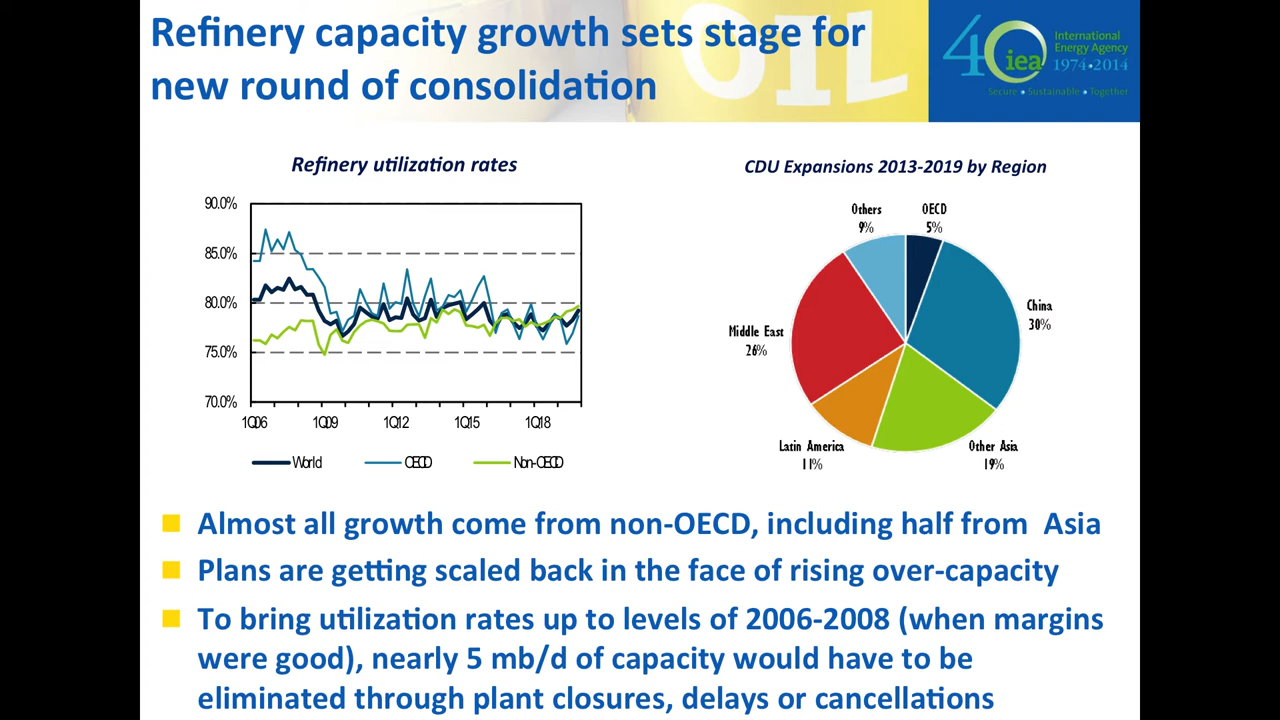 Refinery capacity growth sets stage for
new round of consolidation
OIL
40
iea
International
Energy Agency
1974•2014
Secure • Sustainable • Together
Refinery utilization rates
90.0%
85.0%
80.0%
75.0%
70.0%
1Q06
1Q09
1Q12
1Q15
1Q18
World
OECD
Non-OECD
CDU Expansions 2013-2019 by Region
Others
9%
OECD
5%
China
30%
Middle East
26%
Latin America
11%
Other Asia
19%
Almost all growth come from non-OECD, including half from Asia
Plans are getting scaled back in the face of rising over-capacity
To bring utilization rates up to levels of 2006-2008 (when margins
were good), nearly 5 mb/d of capacity would have to be
eliminated through plant closures, delays or cancellations